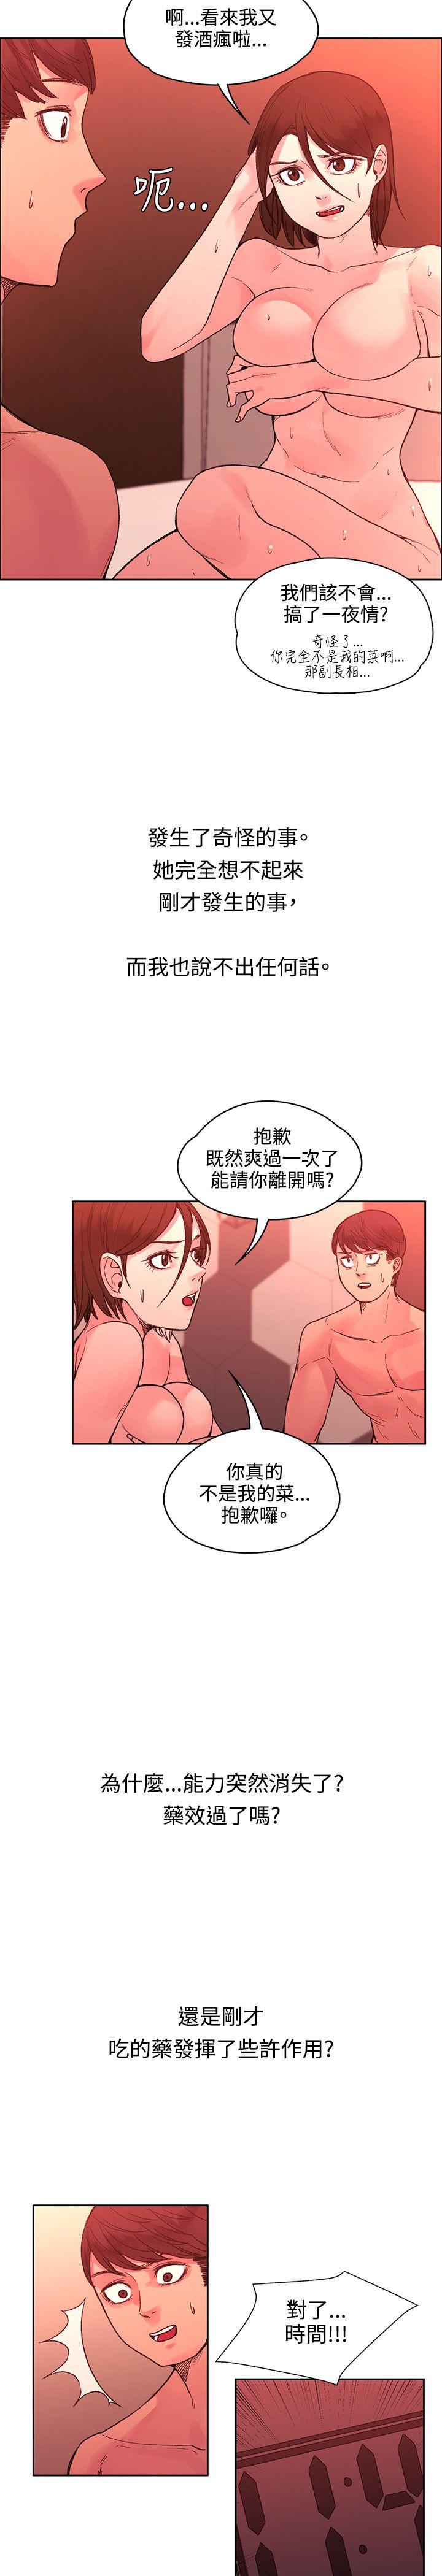 啊...看來我又
發酒瘋啦...
呃...
我們該不會...
搞了一夜情?
奇怪了...
你完全不是我的菜啊...
那副長相...
發生了奇怪的事。
她完全想不起來
剛才發生的事,
而我也說不出任何話。
抱歉
既然爽過一次了
能請你離開嗎?
你真的
不是我的菜...
抱歉囉。
為什麼...能力突然消失了?
藥效過了嗎?
還是剛才
吃的藥發揮了些許作用?
對了...
時間!!!